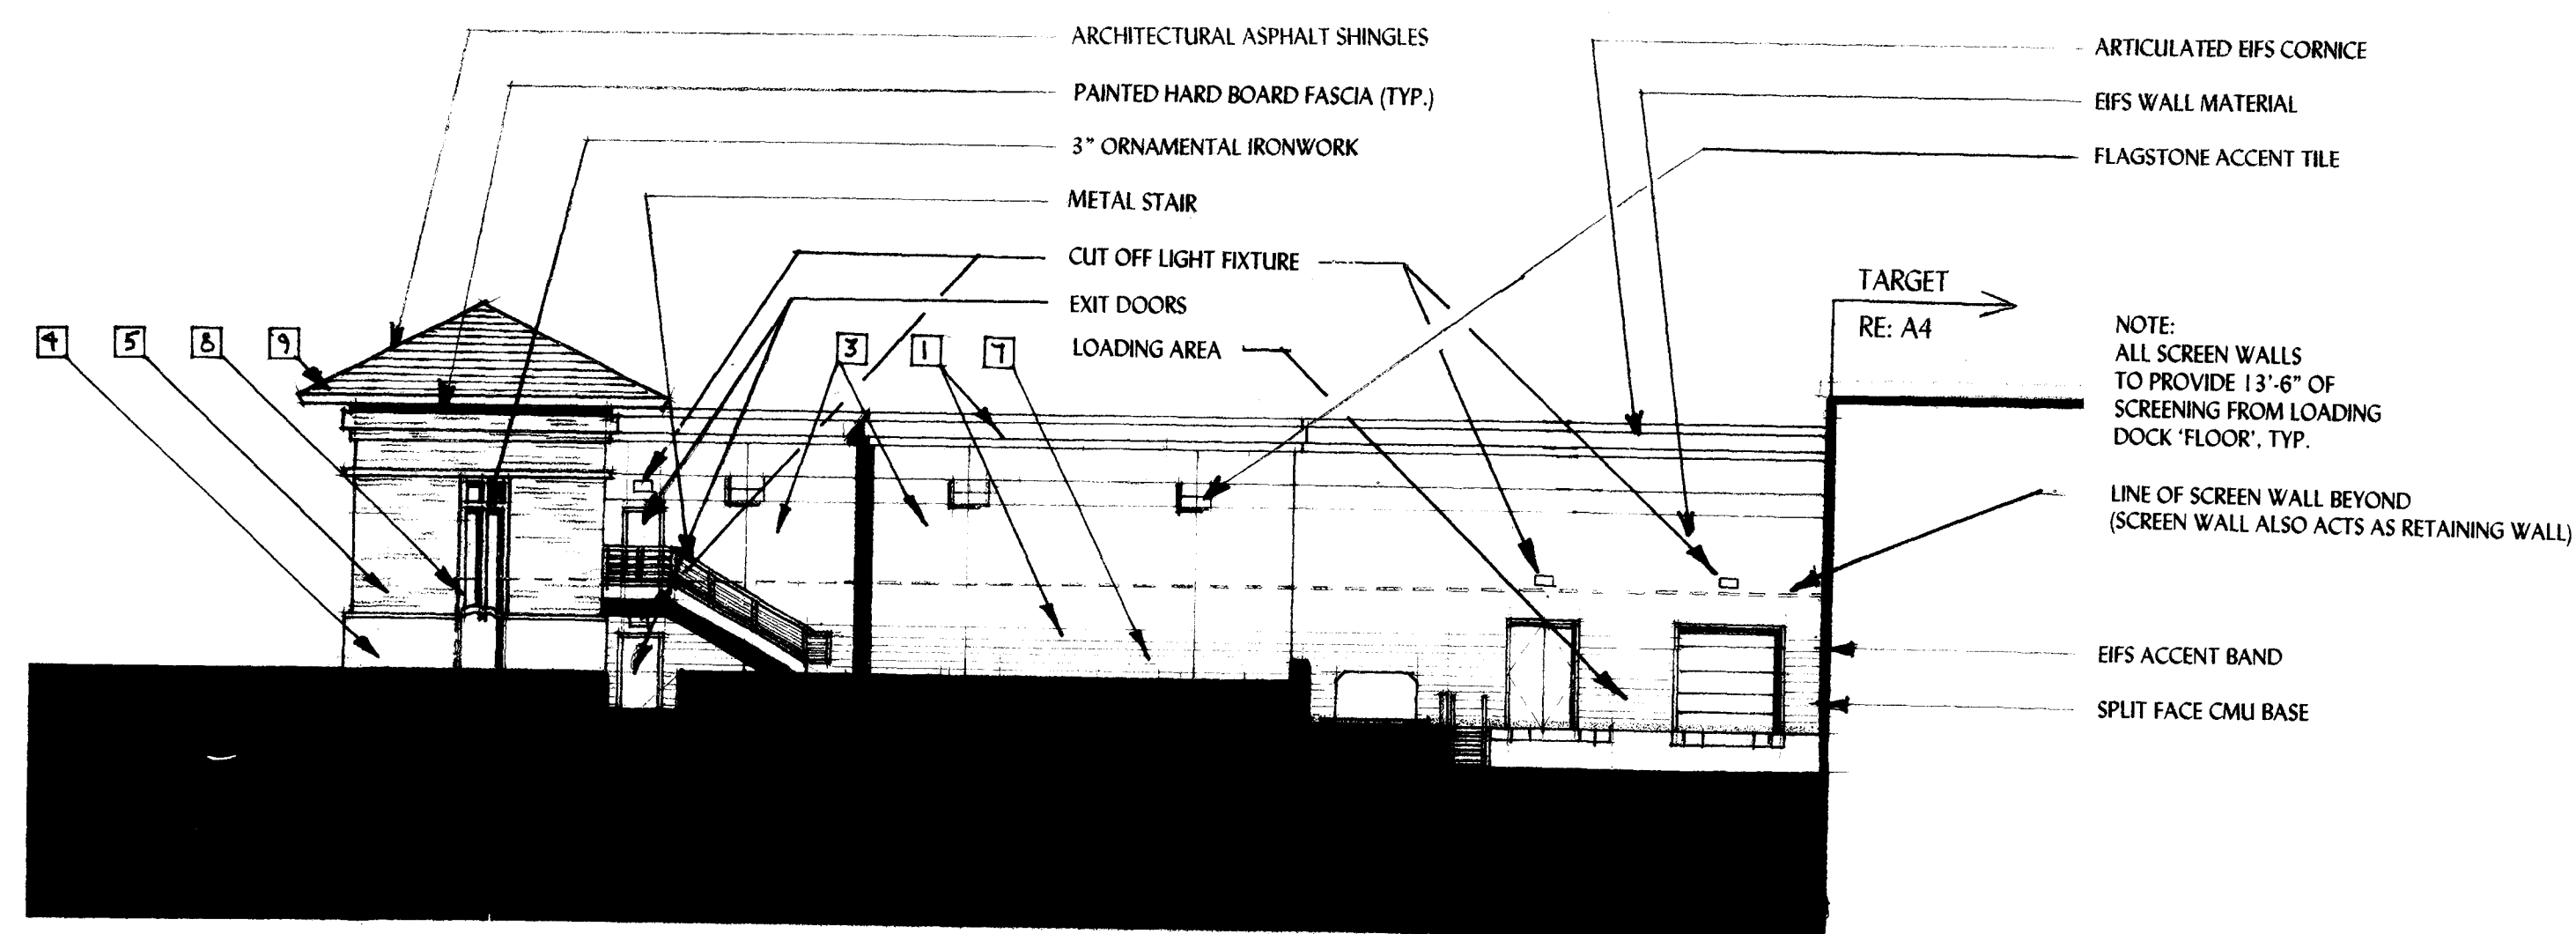 ARCHITECTURAL ASPHALT SHINGLES
PAINTED HARD BOARD FASCIA (TYP.)
3" ORNAMENTAL IRONWORK
METAL STAIR
CUT OFF LIGHT FIXTURE
EXIT DOORS
LOADING AREA
ARTICULATED EIFS CORNICE
EIFS WALL MATERIAL
FLAGSTONE ACCENT TILE
TARGET
RE: A4
NOTE:
ALL SCREEN WALLS
TO PROVIDE 13'-6" OF
SCREENING FROM LOADING
DOCK 'FLOOR', TYP.
LINE OF SCREEN WALL BEYOND
(SCREEN WALL ALSO ACTS AS RETAINING WALL)
EIFS ACCENT BAND
SPLIT FACE CMU BASE
4 5 8 9 3 1 7